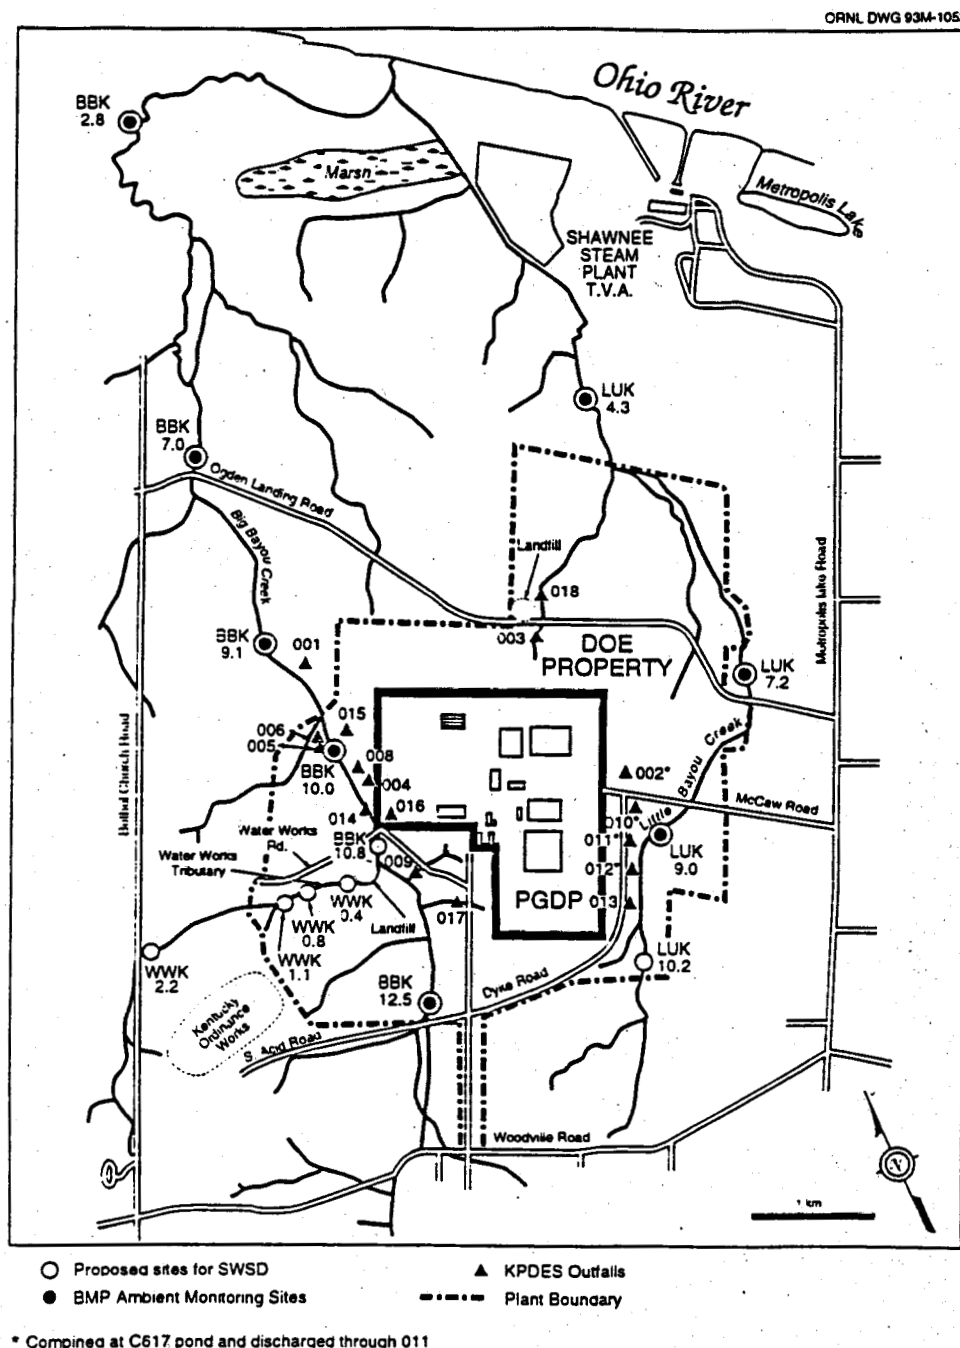 ORNL DWG 93M-105
Ohio River
BBK
2.8
Marsh
Metropolis Lake
SHAWNEE
STEAM
PLANT
T.V.A.
LUK
4.3
BBK
7.0
Ogden Landing Road
Big Bayou Creek
Landfill
018
Metropolis Lake Road
003
DOE
PROPERTY
BBK
9.1
001
LUK
7.2
015
006
005
BBK
10.0
008
004
002*
Little Bayou Creek
McCaw Road
014
016
010*
Water Works
Rd.
BBK
10.8
011*
Water Works
Tributary
009
LUK
9.0
012*
WWK
0.4
PGDP
013
017
Landfill
WWK
0.8
WWK
1.1
WWK
2.2
LUK
10.2
BBK
12.5
Dyke Road
Kentucky
Ordinance
Works
S. Acid Road
Woodville Road
N
1 km
Proposed sites for SWSD
KPDES Outfalls
BMP Ambient Monitoring Sites
Plant Boundary
* Combined at C617 pond and discharged through 011